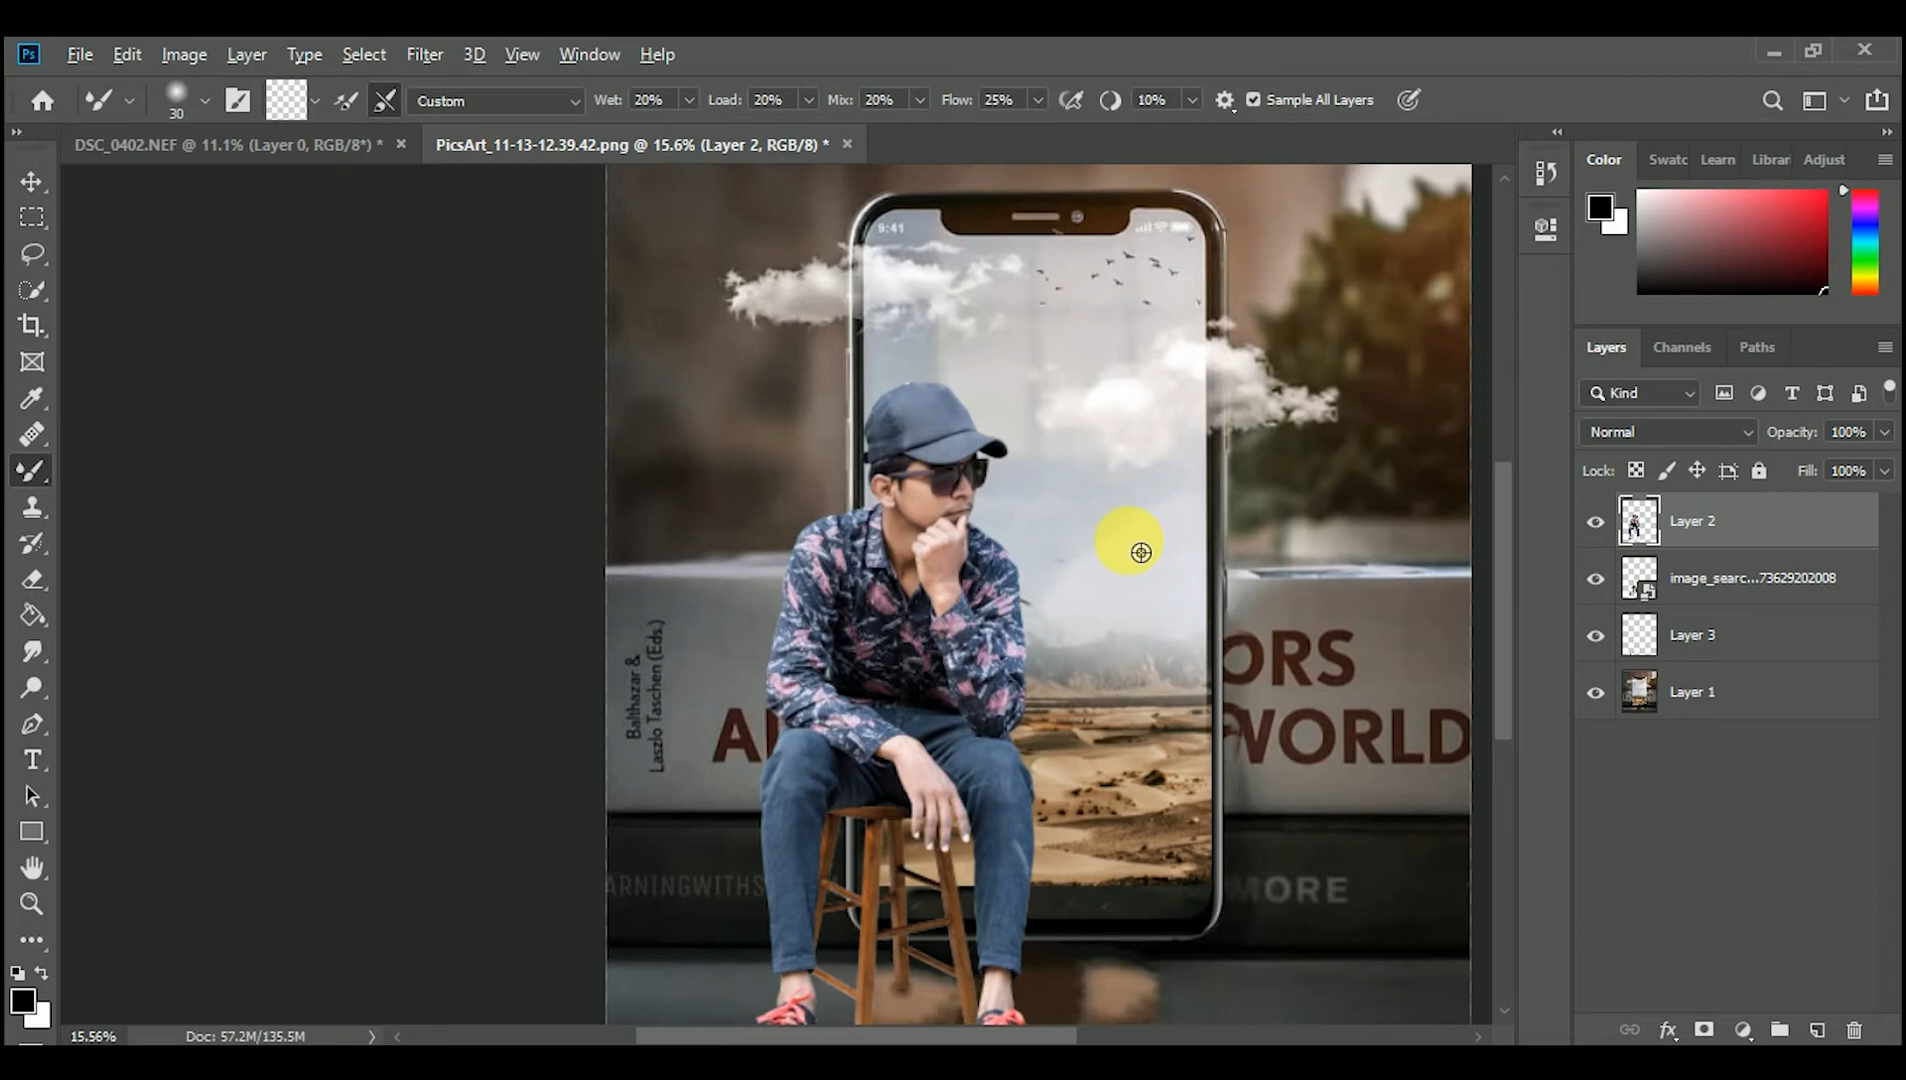 Ps File Edit Image Layer Type Select Filter 3D View Window Help
30 Custom Wet: 20% Load: 20% Mix: 20% Flow: 25% 10% Sample All Layers
DSC_0402.NEF @ 11.1% (Layer 0, RGB/8*) *
PicsArt_11-13-12.39.42.png @ 15.6% (Layer 2, RGB/8) *
Color Swatc Learn Librar Adjust
9:41
Balthazar &
Laszlo Taschen (Eds.)
ORS
WORLD
ARNINGWITHS
MORE
Layers Channels Paths
Kind
Normal Opacity: 100%
Lock: Fill: 100%
Layer 2
image_searc...73629202008
Layer 3
Layer 1
fx
15.56% Doc: 57.2M/135.5M